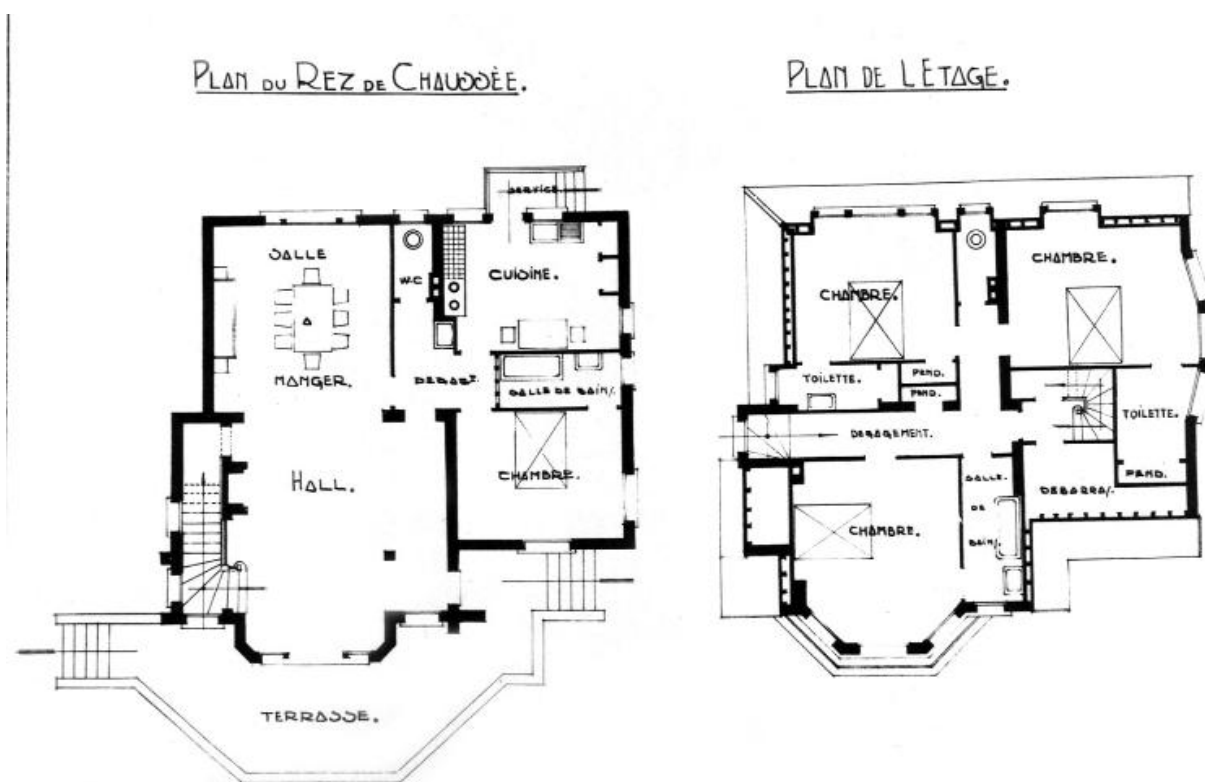 PLAN DU REZ DE CHAUSSÈE.
PLAN DE L ETAGE.
SERVICE
SALLE
W-C
CUISINE.
MANGER.
DEGAGT.
SALLE DE BAINS.
HALL.
CHAMBRE.
TERRASSE.
CHAMBRE.
CHAMBRE.
TOILETTE.
PEND.
PEND.
TOILETTE.
DEGAGEMENT.
PEND.
SALLE
DE
BAINS.
DEBARRAS.
CHAMBRE.